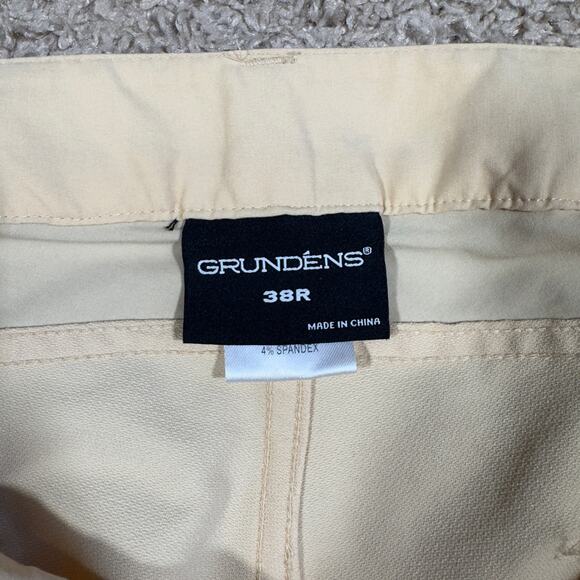 GRUNDÉNS®
38R
MADE IN CHINA
4% SPANDEX